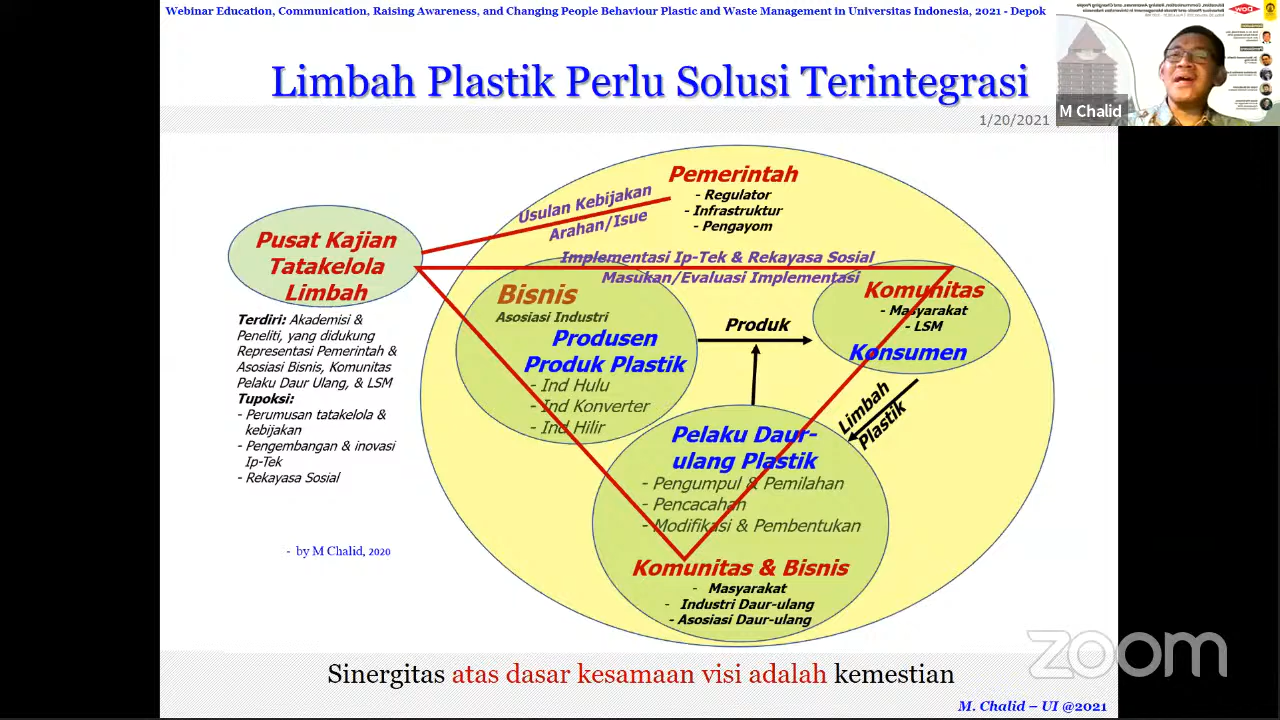 Webinar Education, Communication, Raising Awareness, and Changing People Behaviour Plastic and Waste Management in Universitas Indonesia, 2021 - Depok
Limbah Plastik Perlu Solusi Terintegrasi
1/20/2021
M Chalid
DOW
Pemerintah
- Regulator
- Infrastruktur
- Pengayom
Usulan Kebijakan
Arahan/Isue
Pusat Kajian
Tatakelola
Limbah
Implementasi Ip-Tek & Rekayasa Sosial
Masukan/Evaluasi Implementasi
Bisnis
Asosiasi Industri
Produsen
Produk Plastik
- Ind Hulu
- Ind Konverter
- Ind Hilir
Produk
Komunitas
- Masyarakat
- LSM
Konsumen
Limbah
Plastik
Terdiri: Akademisi &
Peneliti, yang didukung
Representasi Pemerintah &
Asosiasi Bisnis, Komunitas
Pelaku Daur Ulang, & LSM
Tupoksi:
- Perumusan tatakelola &
kebijakan
- Pengembangan & inovasi
Ip-Tek
- Rekayasa Sosial
Pelaku Daur-
ulang Plastik
- Pengumpul & Pemilahan
- Pencacahan
- Modifikasi & Pembentukan
Komunitas & Bisnis
- Masyarakat
- Industri Daur-ulang
- Asosiasi Daur-ulang
- by M Chalid, 2020
zoom
Sinergitas atas dasar kesamaan visi adalah kemestian
M. Chalid – UI @2021